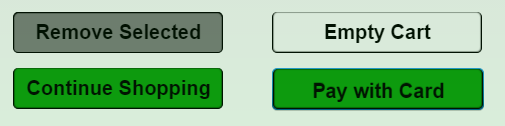 Remove Selected
Empty Cart
Continue Shopping
Pay with Card